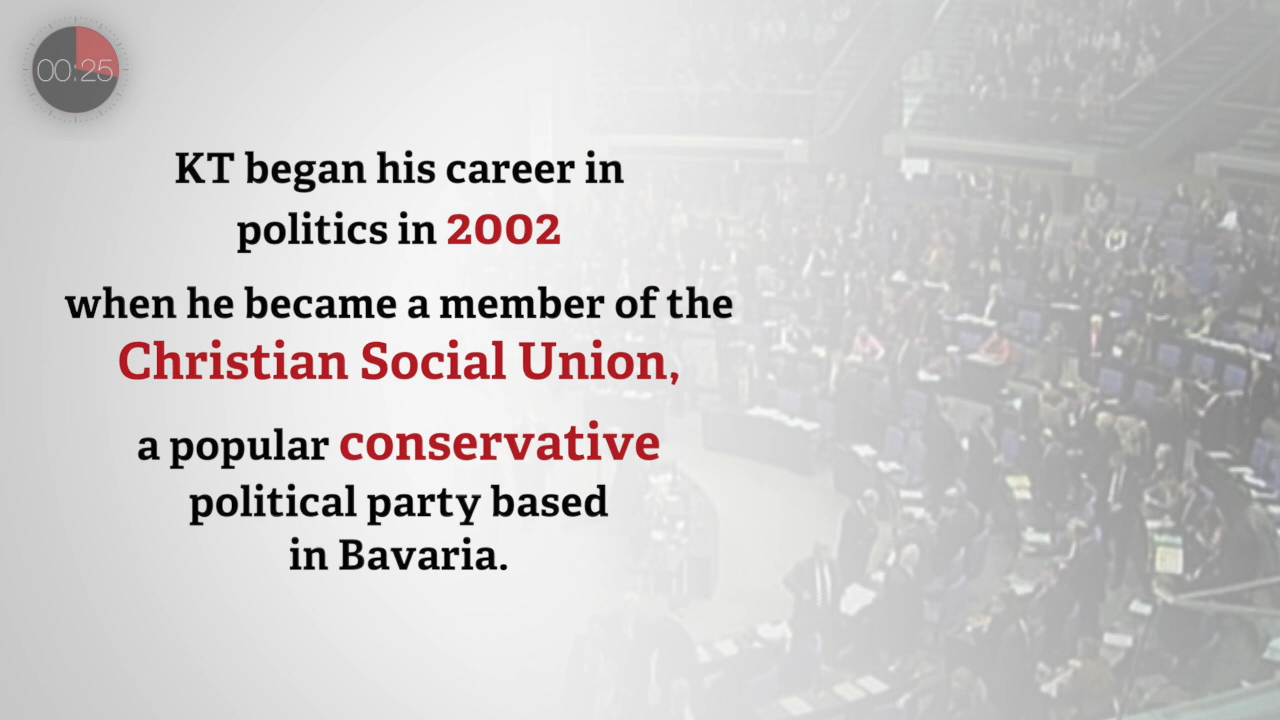 00:25
KT began his career in
politics in 2002
when he became a member of the
Christian Social Union,
a popular conservative
political party based
in Bavaria.